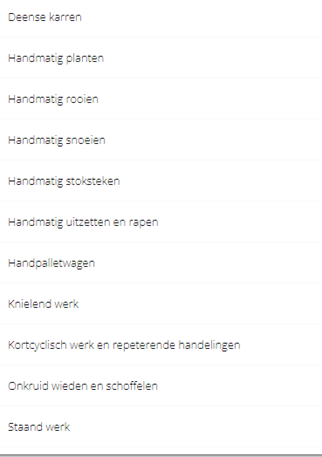 Deense karren
Handmatig planten
Handmatig rooien
Handmatig snoeien
Handmatig stoksteken
Handmatig uitzetten en rapen
Handpalletwagen
Knielend werk
Kortcyclisch werk en repeterende handelingen
Onkruid wieden en schoffelen
Staand werk